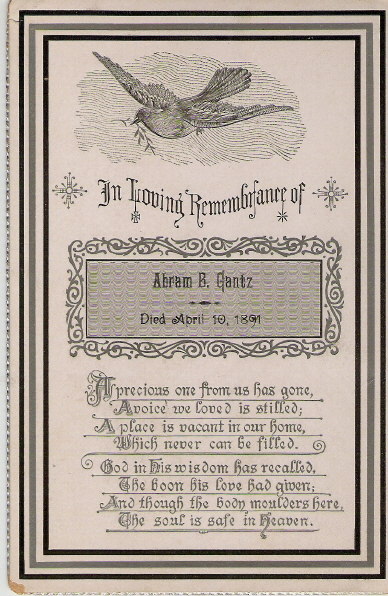 In Loving Remembrance of
Abram B. Gantz
Died April 10, 1891
A precious one from us has gone,
A voice we loved is stilled;
A place is vacant in our home,
Which never can be filled.
God in His wisdom has recalled,
The boon his love had given;
And though the body moulders here,
The soul is safe in Heaven.